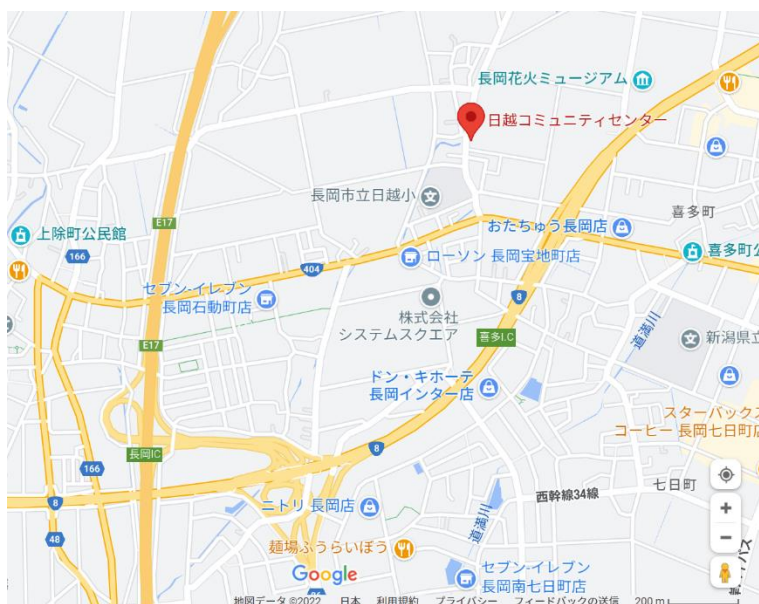 長岡花火ミュージアム
日越コミュニティセンター
長岡市立日越小
喜多町
上除町公民館
おたちゅう長岡店
喜多町公
166
E17
404
ローソン 長岡宝地町店
セブン-イレブン
長岡石動町店
8
株式会社
システムスクエア
道満川
E17
喜多I.C
新潟県立
ドン・キホーテ
長岡インター店
スターバックス
コーヒー 長岡七日町店
8
長岡IC
166
七日町
西幹線34線
8
ニトリ 長岡店
道満川
48
麺場ふうらいぼう
セブン-イレブン
長岡南七日町店
Google
地図データ ©2022 日本 利用規約 プライバシー フィードバックの送信 200 m